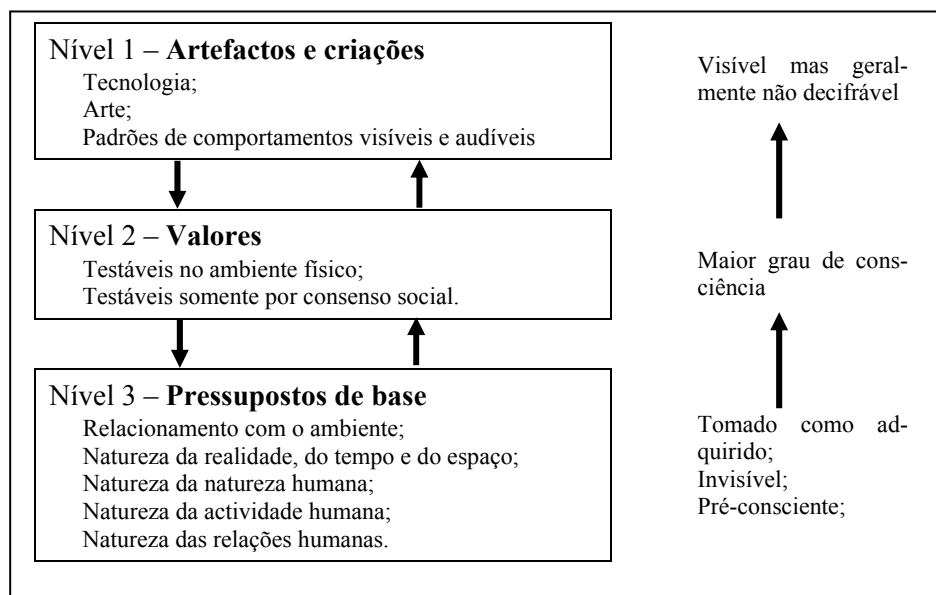 Nível 1 – Artefactos e criações
Tecnologia;
Arte;
Padrões de comportamentos visíveis e audíveis
Visível mas geral-
mente não decifrável
Nível 2 – Valores
Testáveis no ambiente físico;
Testáveis somente por consenso social.
Maior grau de cons-
ciência
Nível 3 – Pressupostos de base
Relacionamento com o ambiente;
Natureza da realidade, do tempo e do espaço;
Natureza da natureza humana;
Natureza da actividade humana;
Natureza das relações humanas.
Tomado como ad-
quirido;
Invisível;
Pré-consciente;